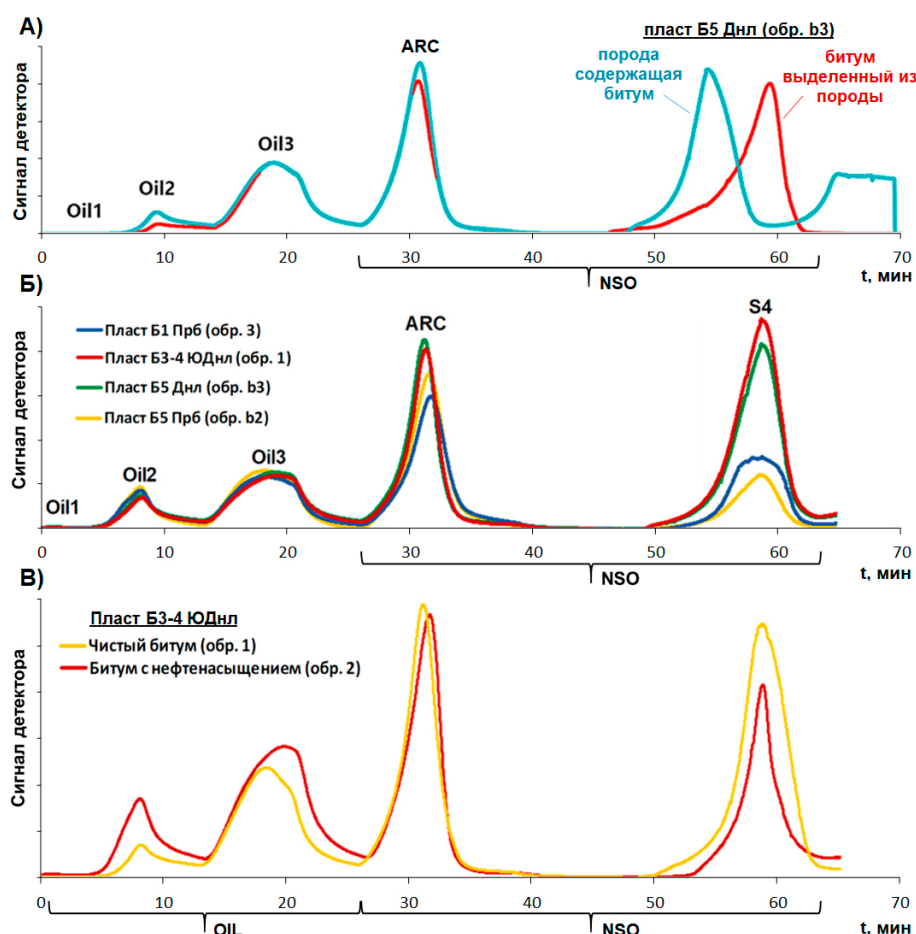 А)
пласт Б5 Днл (обр. b3)
ARC
порода
содержащая
битум
битум
выделенный из
породы
Сигнал детектора
Oil3
Oil2
Oil1
0 10 20 30 40 50 60 70
NSO
t, мин
Б)
Пласт Б1 Прб (обр. 3)
Пласт Б3-4 ЮДнл (обр. 1)
Пласт Б5 Днл (обр. b3)
Пласт Б5 Прб (обр. b2)
ARC
S4
Сигнал детектора
Oil3
Oil2
Oil1
0 10 20 30 40 50 60 70
NSO
t, мин
В)
Пласт Б3-4 ЮДнл
Чистый битум (обр. 1)
Битум с нефтенасыщением (обр. 2)
Сигнал детектора
0 10 20 30 40 50 60 70
OIL
NSO
t, мин